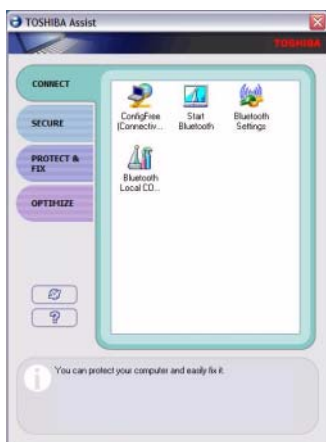 TOSHIBA Assist
TOSHIBA
CONNECT
SECURE
PROTECT &
FIX
OPTIMIZE
ConfigFree
(Connectiv...
Start
Bluetooth
Bluetooth
Settings
Bluetooth
Local CO...
You can protect your computer and easily fix it.